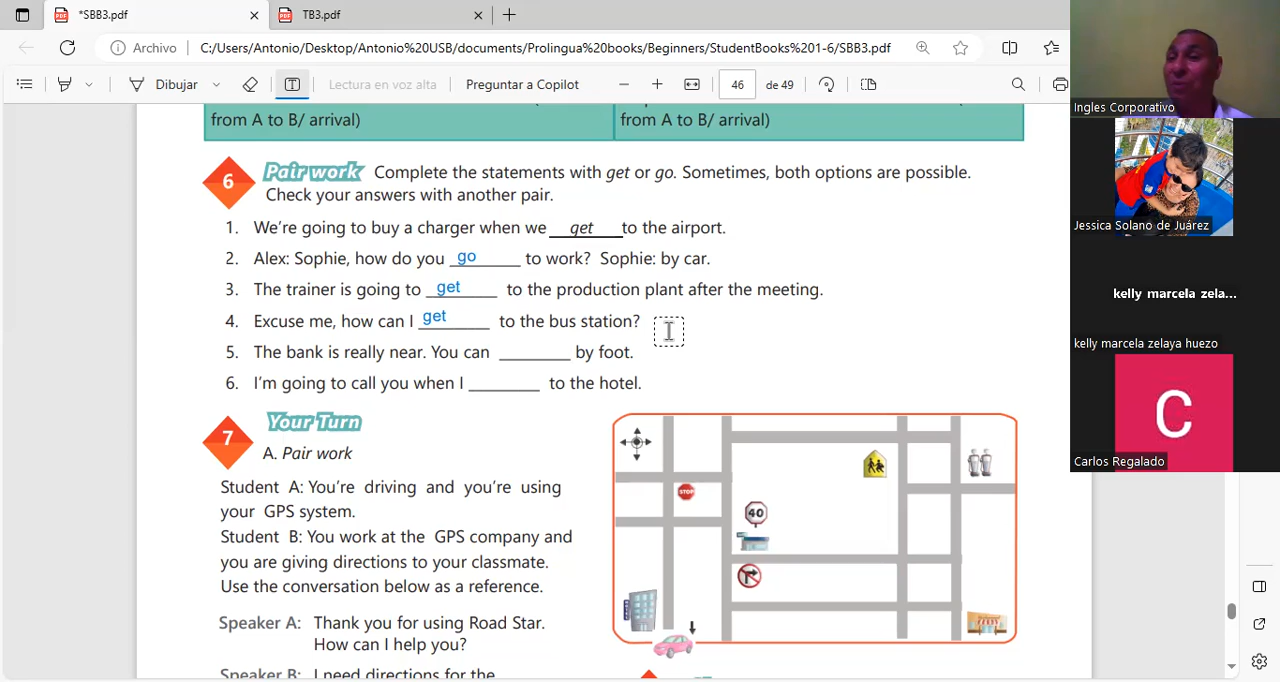 *SBB3.pdf
TB3.pdf
Archivo
C:/Users/Antonio/Desktop/Antonio%20USB/documents/Prolingua%20books/Beginners/StudentBooks%201-6/SBB3.pdf
Dibujar
Lectura en voz alta
Preguntar a Copilot
46
de 49
from A to B/ arrival)
from A to B/ arrival)
6
Pair work Complete the statements with get or go. Sometimes, both options are possible.
Check your answers with another pair.
1. We're going to buy a charger when we get to the airport.
2. Alex: Sophie, how do you go to work? Sophie: by car.
3. The trainer is going to get to the production plant after the meeting.
4. Excuse me, how can I get to the bus station?
5. The bank is really near. You can ________ by foot.
6. I'm going to call you when I ________ to the hotel.
7
Your Turn
A. Pair work
Student A: You're driving and you're using
your GPS system.
Student B: You work at the GPS company and
you are giving directions to your classmate.
Use the conversation below as a reference.
Speaker A: Thank you for using Road Star.
How can I help you?
Speaker B: I need directions for the
STOP
40
Ingles Corporativo
Jessica Solano de Juárez
kelly marcela zela...
kelly marcela zelaya huezo
C
Carlos Regalado